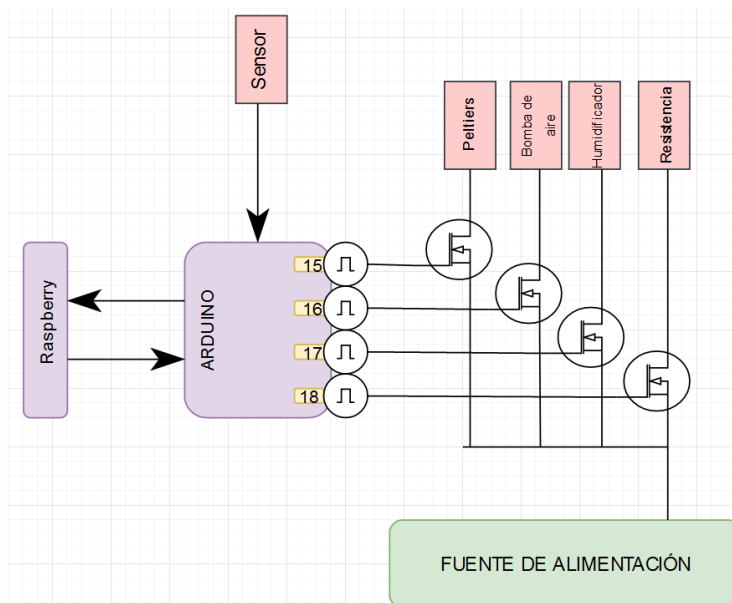 Sensor
Peltiers
Bomba de
aire
Humidificador
Resistencia
Raspberry
ARDUINO
15
16
17
18
FUENTE DE ALIMENTACIÓN